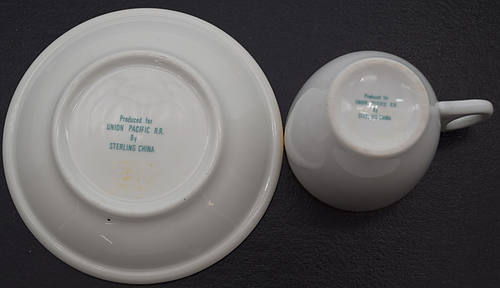 Produced for
UNION PACIFIC R.R.
By
STERLING CHINA
Produced for
UNION PACIFIC R.R.
By
STERLING CHINA